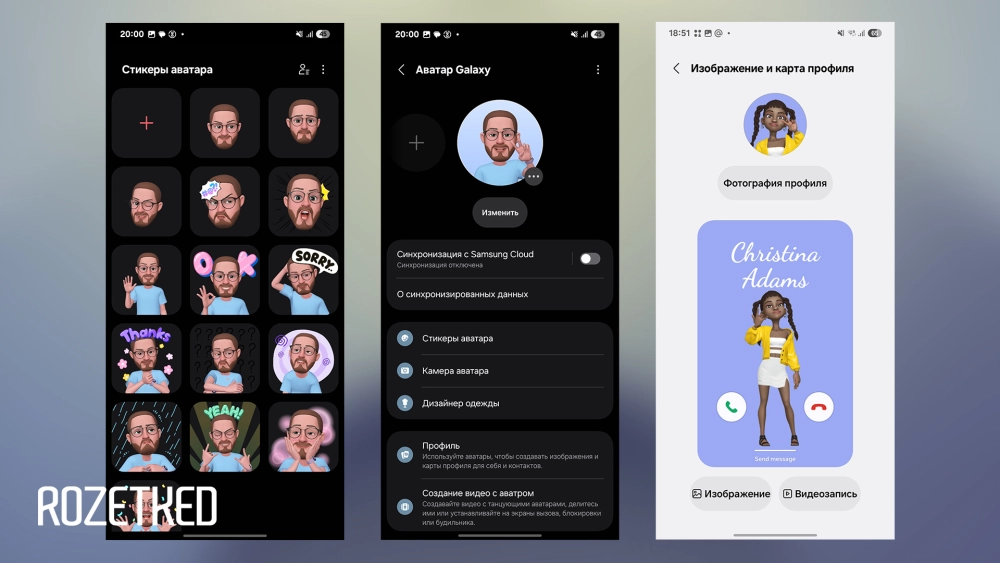 20:00
45
Стикеры аватара
OK
SORRY
Thanks
YEAH!
ROZETKED
20:00
45
Аватар Galaxy
Изменить
Синхронизация с Samsung Cloud
Синхронизация отключена
О синхронизированных данных
Стикеры аватара
Камера аватара
Дизайнер одежды
Профиль
Используйте аватары, чтобы создавать изображения и
карты профиля для себя и контактов.
Создание видео с аватром
Создавайте видео с танцующими аватарами, делитесь
ими или устанавливайте на экраны вызова, блокировки
или будильника.
18:51
Изображение и карта профиля
Фотография профиля
Christina
Adams
Send message
Изображение
Видеозапись